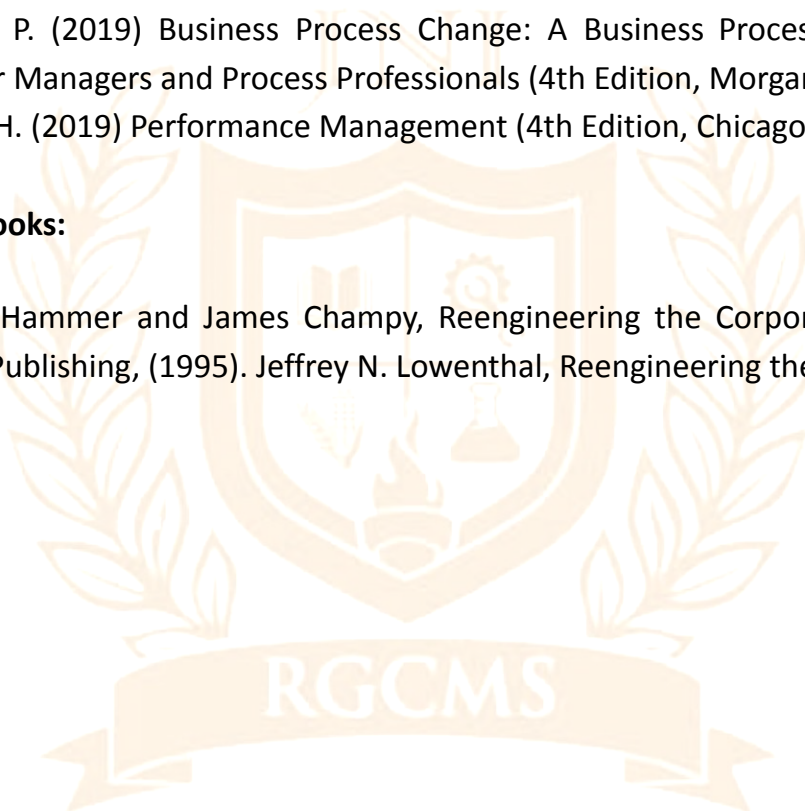 P. (2019) Business Process Change: A Business Proces
r Managers and Process Professionals (4th Edition, Morgan
H. (2019) Performance Management (4th Edition, Chicago
ooks:
Hammer and James Champy, Reengineering the Corpor
Publishing, (1995). Jeffrey N. Lowenthal, Reengineering the
RGCMS